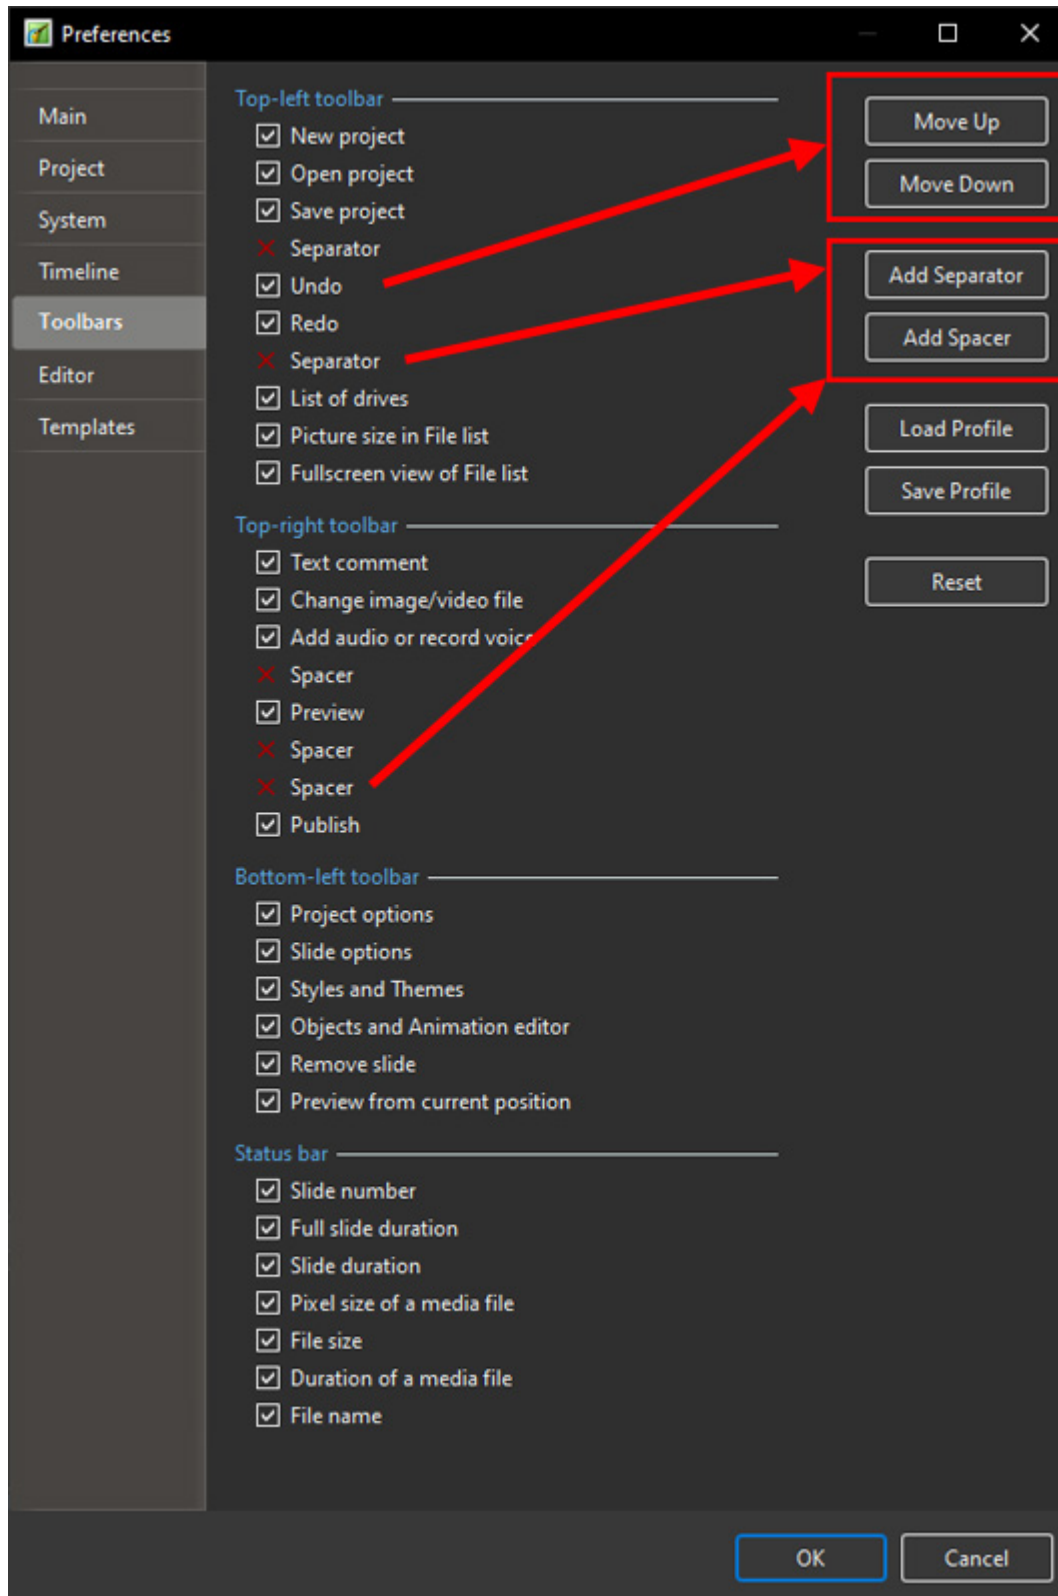 Preferences
Main
Project
System
Timeline
Toolbars
Editor
Templates
Top-left toolbar
New project
Open project
Save project
Separator
Undo
Redo
Separator
List of drives
Picture size in File list
Fullscreen view of File list
Top-right toolbar
Text comment
Change image/video file
Add audio or record voice
Spacer
Preview
Spacer
Spacer
Publish
Bottom-left toolbar
Project options
Slide options
Styles and Themes
Objects and Animation editor
Remove slide
Preview from current position
Status bar
Slide number
Full slide duration
Slide duration
Pixel size of a media file
File size
Duration of a media file
File name
Move Up
Move Down
Add Separator
Add Spacer
Load Profile
Save Profile
Reset
OK
Cancel